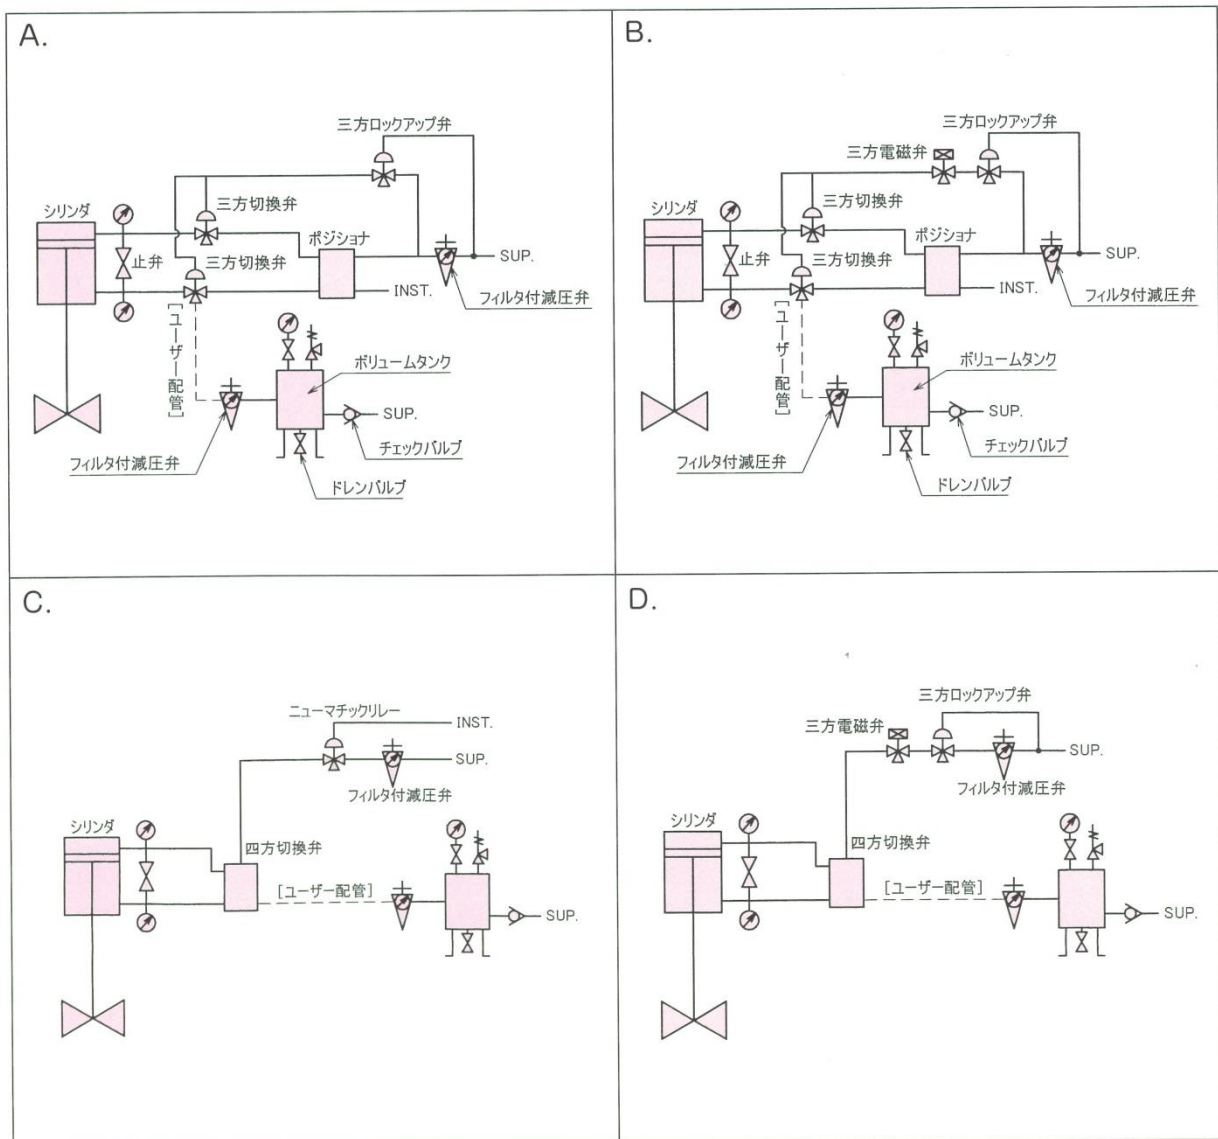 A.
三方ロックアップ弁
シリンダ
三方切換弁
ポジショナ
止弁
三方切換弁
SUP.
INST.
フィルタ付減圧弁
[ユーザー配管]
ボリュームタンク
SUP.
チェックバルブ
フィルタ付減圧弁
ドレンバルブ
B.
三方ロックアップ弁
三方電磁弁
シリンダ
三方切換弁
ポジショナ
止弁
三方切換弁
SUP.
INST.
フィルタ付減圧弁
[ユーザー配管]
ボリュームタンク
SUP.
チェックバルブ
フィルタ付減圧弁
ドレンバルブ
C.
ニューマチックリレー
INST.
SUP.
フィルタ付減圧弁
シリンダ
四方切換弁
[ユーザー配管]
SUP.
D.
三方ロックアップ弁
三方電磁弁
SUP.
フィルタ付減圧弁
シリンダ
四方切換弁
[ユーザー配管]
SUP.